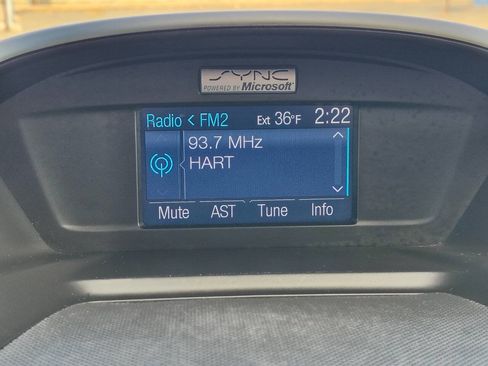 SYNC
POWERED BY Microsoft
Radio < FM2 Ext 36°F 2:22
93.7 MHz
HART
Mute AST Tune Info